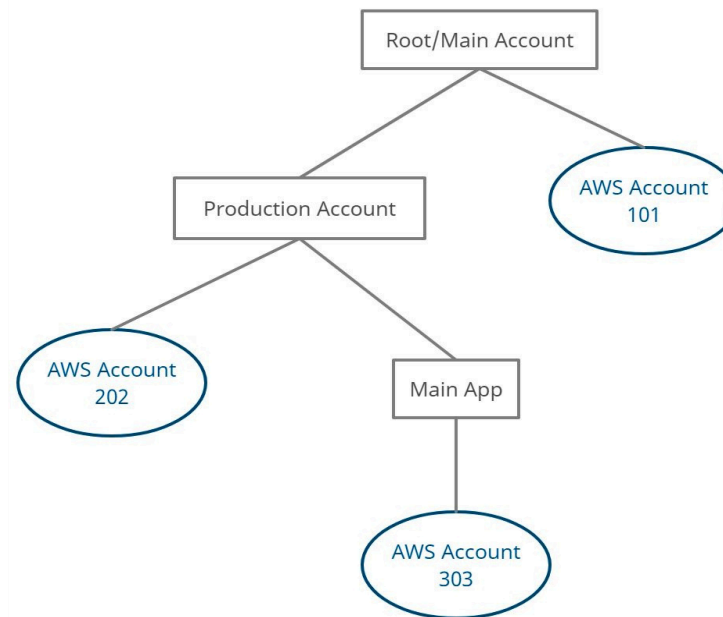 Root/Main Account
AWS Account
101
Production Account
AWS Account
202
Main App
AWS Account
303